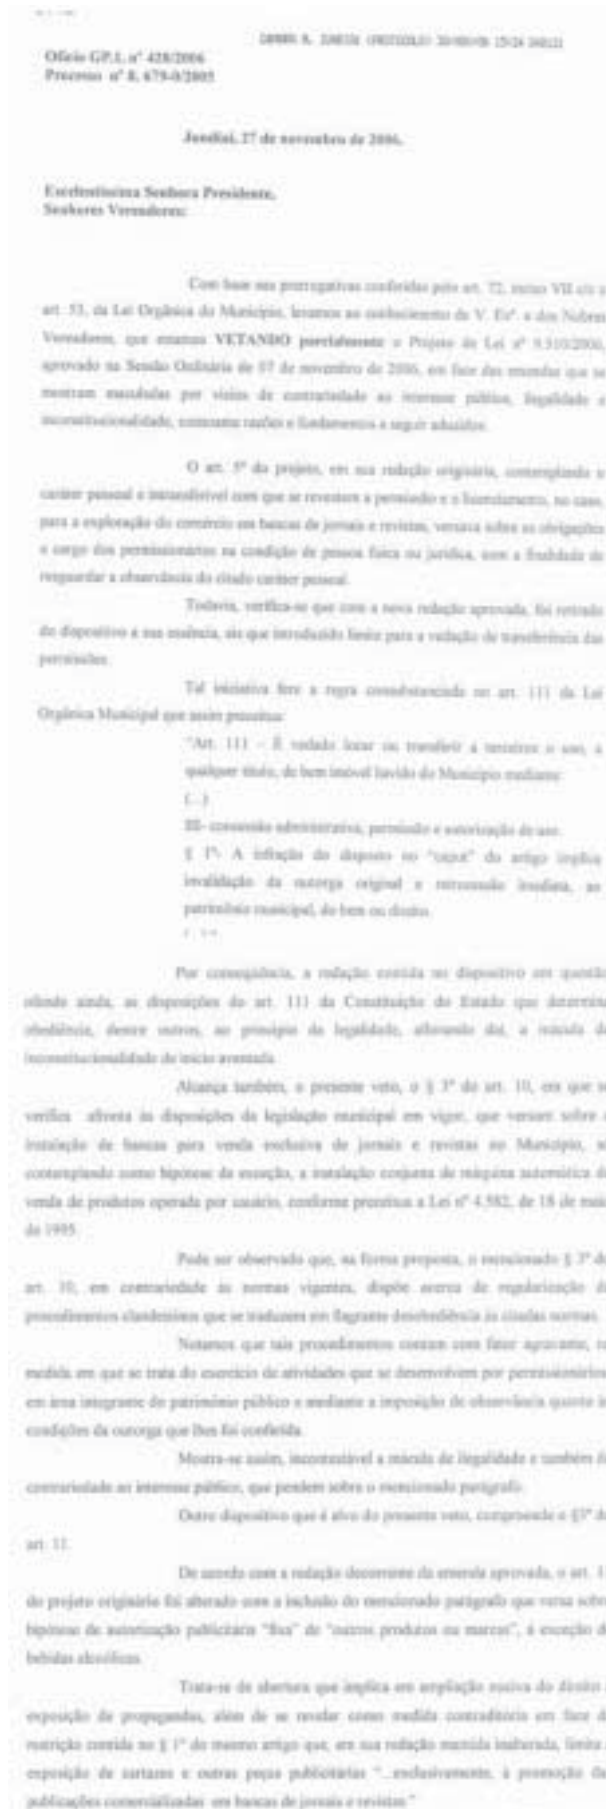 Ofício GP.L nº 428/2006
Processo nº 8. 679-0/2005
Jundiaí, 27 de novembro de 2006.
Excelentíssima Senhora Presidente,
Senhores Vereadores:
Com base nas prerrogativas conferidas pelo art. 72, inciso VII c/c o
art. 53, da Lei Orgânica do Município, levamos ao conhecimento de V. Exª. e dos Nobres
Vereadores, que estamos VETANDO parcialmente o Projeto de Lei nº 9.510/2006,
aprovado na Sessão Ordinária de 07 de novembro de 2006, em face das emendas que se
mostram maculadas por vícios de contrariedade ao interesse público, ilegalidade e
inconstitucionalidade, consoante razões e fundamentos a seguir aduzidos.
O art. 5º do projeto, em sua redação originária, contemplando o
caráter pessoal e intransferível com que se revestem a permissão e o licenciamento, no caso,
para a exploração do comércio em bancas de jornais e revistas, versava sobre as obrigações
a cargo dos permissionários na condição de pessoa física ou jurídica, com a finalidade de
resguardar a observância do citado caráter pessoal.
Todavia, verifica-se que com a nova redação aprovada, foi retirado
do dispositivo a sua essência, eis que introduzido limite para a vedação de transferência das
permissões.
Tal iniciativa fere a regra consubstanciada no art. 111 da Lei
Orgânica Municipal que assim preceitua:
"Art. 111 - É vedado locar ou transferir a terceiros o uso, a
qualquer título, de bem imóvel havido do Município mediante:
(...)
III- concessão administrativa, permissão e autorização de uso.
§ 1º- A infração do disposto no "caput" do artigo implica
invalidação da outorga original e retrocessão imediata, ao
patrimônio municipal, do bem ou direito.
Por conseqüência, a redação contida no dispositivo em questão
ofende ainda, as disposições do art. 111 da Constituição do Estado que determina
obediência, dentre outros, ao princípio da legalidade, aflorando daí, a mácula de
inconstitucionalidade de início aventada.
Alcança também, o presente veto, o § 3º do art. 10, em que se
verifica afronta às disposições da legislação municipal em vigor, que versam sobre a
instalação de bancas para venda exclusiva de jornais e revistas no Município, só
contemplando como hipótese de exceção, a instalação conjunta de máquina automática de
venda de produtos operada por usuário, conforme preceitua a Lei nº 4.582, de 18 de maio
de 1995.
Pode ser observado que, na forma proposta, o mencionado § 3º do
art. 10, em contrariedade às normas vigentes, dispõe acerca de regularização de
procedimentos clandestinos que se traduzem em flagrante desobediência às citadas normas.
Notamos que tais procedimentos contam com fator agravante, na
medida em que se trata do exercício de atividades que se desenvolvem por permissionários
em área integrante do patrimônio público e mediante a imposição de observância quanto às
condições da outorga que lhes foi conferida.
Mostra-se assim, incontestável a mácula de ilegalidade e também de
contrariedade ao interesse público, que pendem sobre o mencionado parágrafo.
Outro dispositivo que é alvo do presente veto, compreende o §3º do
art. 11.
De acordo com a redação decorrente da emenda aprovada, o art. 11
do projeto originário foi alterado com a inclusão do mencionado parágrafo que versa sobre
hipótese de autorização publicitária "fixa" de "outros produtos ou marcas", à exceção de
bebidas alcoólicas.
Trata-se de abertura que implica em ampliação nociva do direito à
exposição de propagandas, além de se revelar como medida contraditória em face da
restrição contida no § 1º do mesmo artigo que, em sua redação mantida inalterada, limita a
exposição de cartazes e outras peças publicitárias "...exclusivamente, à promoção das
publicações comercializadas em bancas de jornais e revistas."